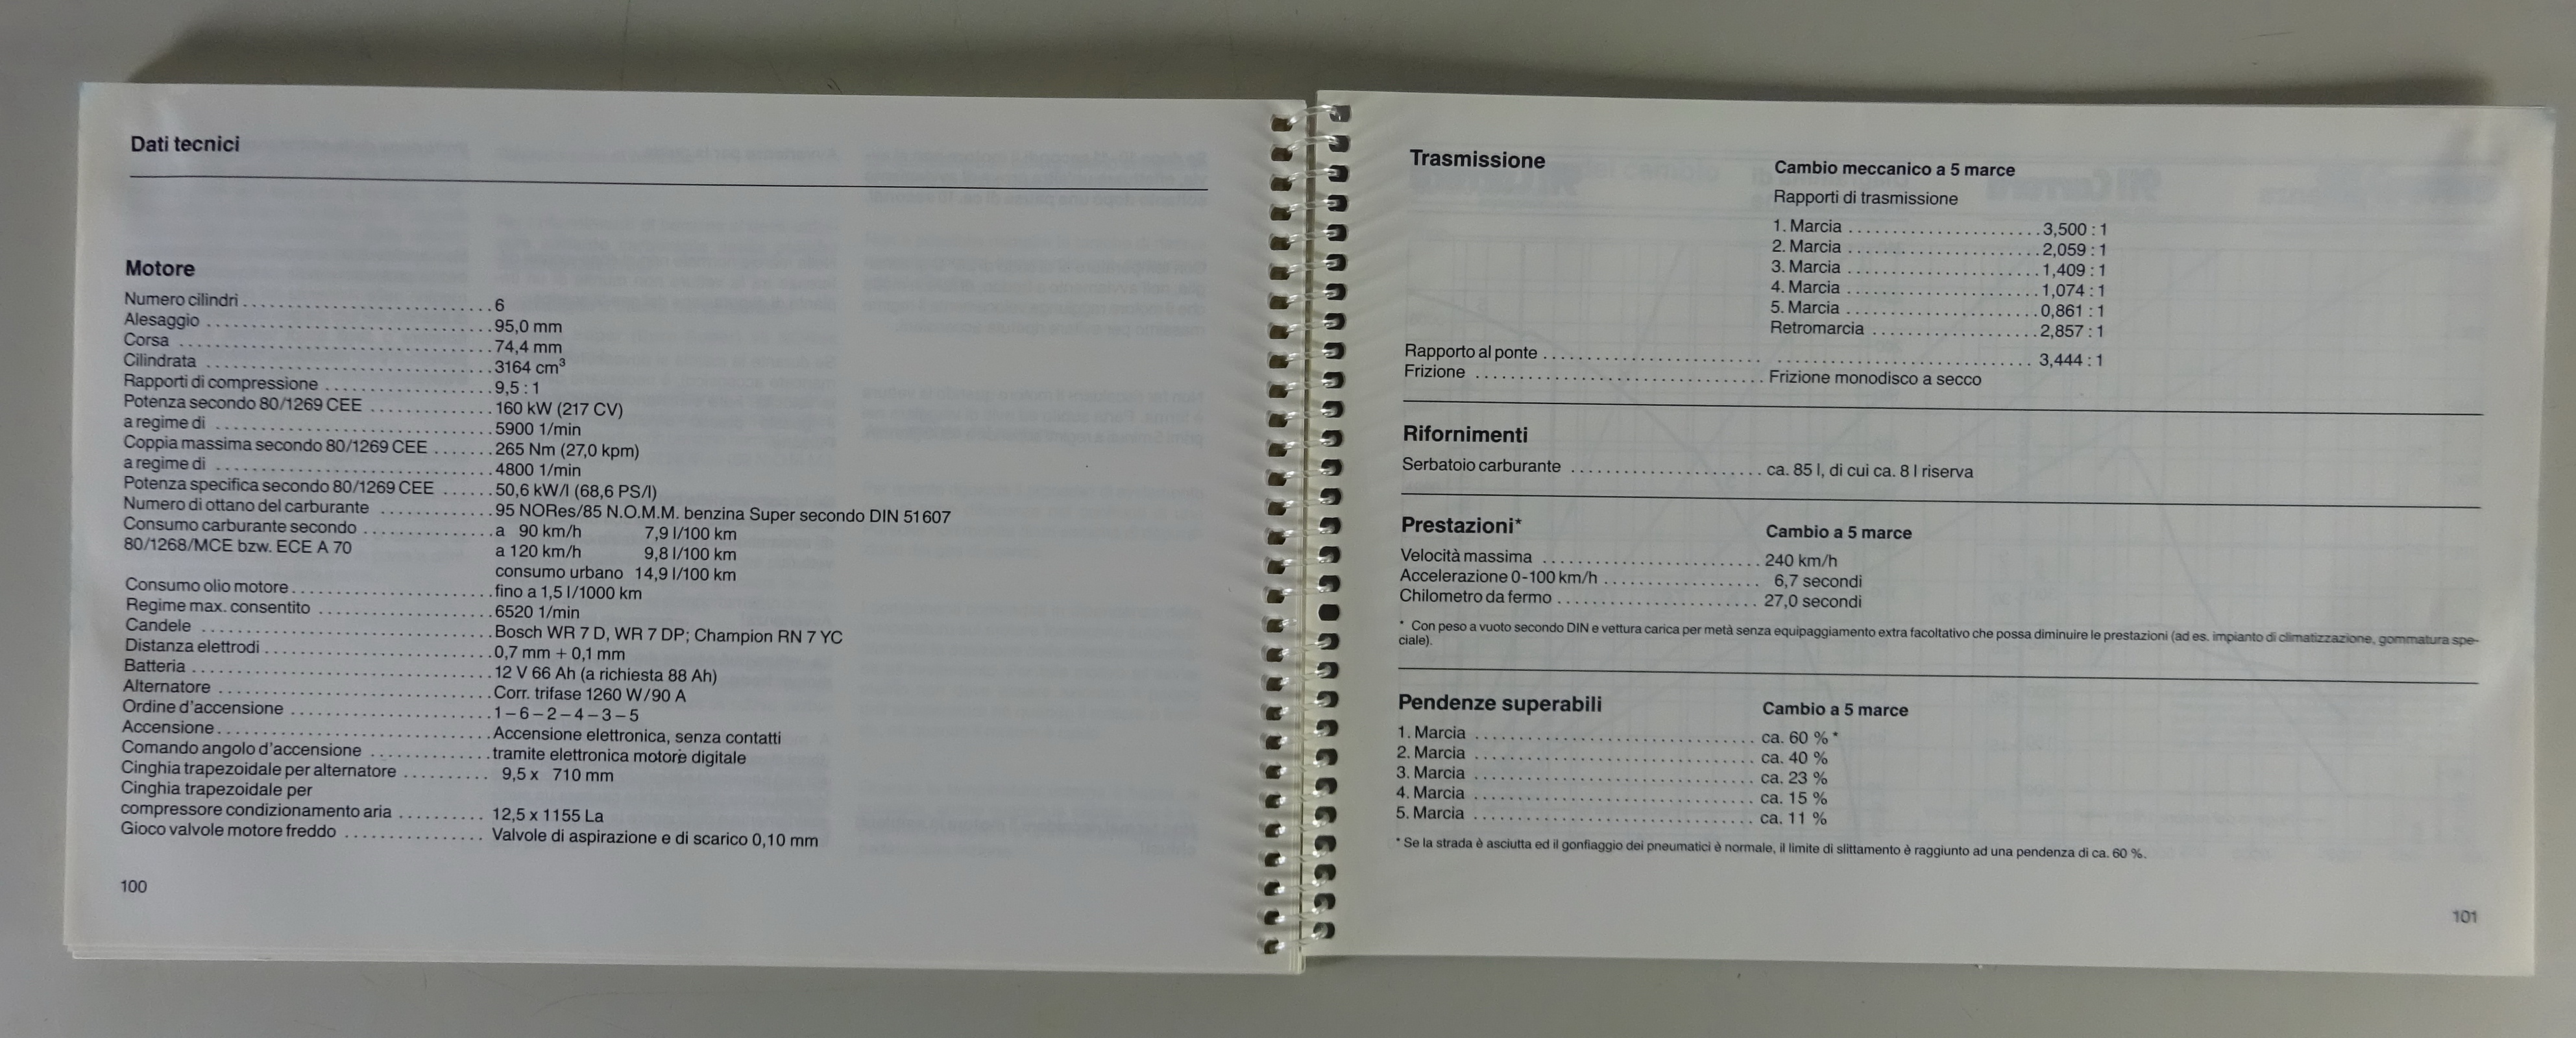 Dati tecnici
Motore
Numero cilindri . . . . . . . . . . . . . . . . . . . . . . . . . . . . 6
Alesaggio . . . . . . . . . . . . . . . . . . . . . . . . . . . . . . . . 95,0 mm
Corsa . . . . . . . . . . . . . . . . . . . . . . . . . . . . . . . . . . . 74,4 mm
Cilindrata . . . . . . . . . . . . . . . . . . . . . . . . . . . . . . . . 3164 cm³
Rapporti di compressione . . . . . . . . . . . . . . . . . . . 9,5 : 1
Potenza secondo 80/1269 CEE . . . . . . . . . . . . . . 160 kW (217 CV)
a regime di . . . . . . . . . . . . . . . . . . . . . . . . . . . . . . . 5900 1/min
Coppia massima secondo 80/1269 CEE . . . . . . . 265 Nm (27,0 kpm)
a regime di . . . . . . . . . . . . . . . . . . . . . . . . . . . . . . . 4800 1/min
Potenza specifica secondo 80/1269 CEE . . . . . . 50,6 kW/l (68,6 PS/l)
Numero di ottano del carburante . . . . . . . . . . . . . 95 NORes/85 N.O.M.M. benzina Super secondo DIN 51607
Consumo carburante secondo . . . . . . . . . . . . . . . a 90 km/h 7,9 l/100 km
80/1268/MCE bzw. ECE A 70 a 120 km/h 9,8 l/100 km
consumo urbano 14,9 l/100 km
Consumo olio motore . . . . . . . . . . . . . . . . . . . . . . . fino a 1,5 l/1000 km
Regime max. consentito . . . . . . . . . . . . . . . . . . . . 6520 1/min
Candele . . . . . . . . . . . . . . . . . . . . . . . . . . . . . . . . . Bosch WR 7 D, WR 7 DP; Champion RN 7 YC
Distanza elettrodi . . . . . . . . . . . . . . . . . . . . . . . . . . 0,7 mm + 0,1 mm
Batteria . . . . . . . . . . . . . . . . . . . . . . . . . . . . . . . . . . 12 V 66 Ah (a richiesta 88 Ah)
Alternatore . . . . . . . . . . . . . . . . . . . . . . . . . . . . . . . Corr. trifase 1260 W/90 A
Ordine d'accensione . . . . . . . . . . . . . . . . . . . . . . . 1 – 6 – 2 – 4 – 3 – 5
Accensione . . . . . . . . . . . . . . . . . . . . . . . . . . . . . . . Accensione elettronica, senza contatti
Comando angolo d'accensione . . . . . . . . . . . . . . tramite elettronica motore digitale
Cinghia trapezoidale per alternatore . . . . . . . . . . 9,5 x 710 mm
Cinghia trapezoidale per
compressore condizionamento aria . . . . . . . . . . 12,5 x 1155 La
Gioco valvole motore freddo . . . . . . . . . . . . . . . . Valvole di aspirazione e di scarico 0,10 mm
100
Trasmissione Cambio meccanico a 5 marce
Rapporti di trasmissione
1. Marcia . . . . . . . . . . . . . . . . . . . . . . 3,500 : 1
2. Marcia . . . . . . . . . . . . . . . . . . . . . . 2,059 : 1
3. Marcia . . . . . . . . . . . . . . . . . . . . . . 1,409 : 1
4. Marcia . . . . . . . . . . . . . . . . . . . . . . 1,074 : 1
5. Marcia . . . . . . . . . . . . . . . . . . . . . . 0,861 : 1
Retromarcia . . . . . . . . . . . . . . . . . . . 2,857 : 1
Rapporto al ponte . . . . . . . . . . . . . . . . . . . . . . . . . . . . . . . . . . . . . . . . . . . . . . . . . . . . . 3,444 : 1
Frizione . . . . . . . . . . . . . . . . . . . . . . . . . . . . . . . . . Frizione monodisco a secco
Rifornimenti
Serbatoio carburante . . . . . . . . . . . . . . . . . . . . . . ca. 85 l, di cui ca. 8 l riserva
Prestazioni* Cambio a 5 marce
Velocità massima . . . . . . . . . . . . . . . . . . . . . . . . . 240 km/h
Accelerazione 0-100 km/h . . . . . . . . . . . . . . . . . . 6,7 secondi
Chilometro da fermo . . . . . . . . . . . . . . . . . . . . . . . 27,0 secondi
* Con peso a vuoto secondo DIN e vettura carica per metà senza equipaggiamento extra facoltativo che possa diminuire le prestazioni (ad es. impianto di climatizzazione, gommatura spe-
ciale).
Pendenze superabili Cambio a 5 marce
1. Marcia . . . . . . . . . . . . . . . . . . . . . . . . . . . . . . . . ca. 60 % *
2. Marcia . . . . . . . . . . . . . . . . . . . . . . . . . . . . . . . . ca. 40 %
3. Marcia . . . . . . . . . . . . . . . . . . . . . . . . . . . . . . . . ca. 23 %
4. Marcia . . . . . . . . . . . . . . . . . . . . . . . . . . . . . . . . ca. 15 %
5. Marcia . . . . . . . . . . . . . . . . . . . . . . . . . . . . . . . . ca. 11 %
* Se la strada è asciutta ed il gonfiaggio dei pneumatici è normale, il limite di slittamento è raggiunto ad una pendenza di ca. 60 %.
101